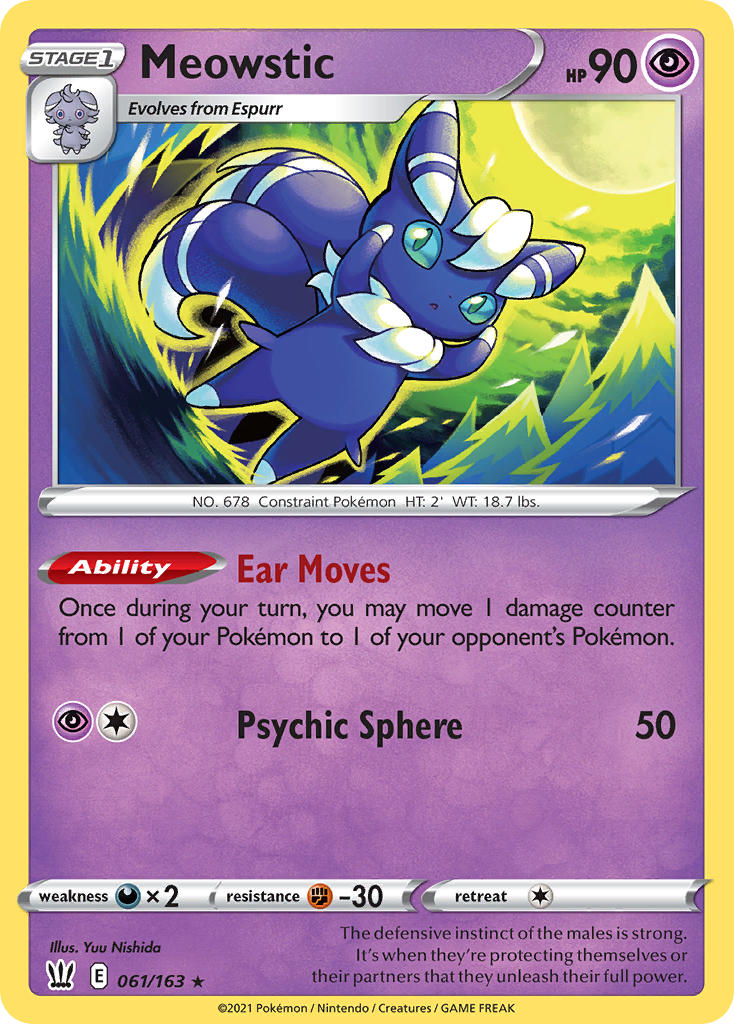 STAGE1
Meowstic
HP 90
Evolves from Espurr
NO. 678 Constraint Pokémon HT: 2' WT: 18.7 lbs.
Ability Ear Moves
Once during your turn, you may move 1 damage counter
from 1 of your Pokémon to 1 of your opponent's Pokémon.
Psychic Sphere 50
weakness ×2 resistance -30 retreat
Illus. Yuu Nishida
The defensive instinct of the males is strong.
It's when they're protecting themselves or
their partners that they unleash their full power.
E 061/163 ★
©2021 Pokémon / Nintendo / Creatures / GAME FREAK